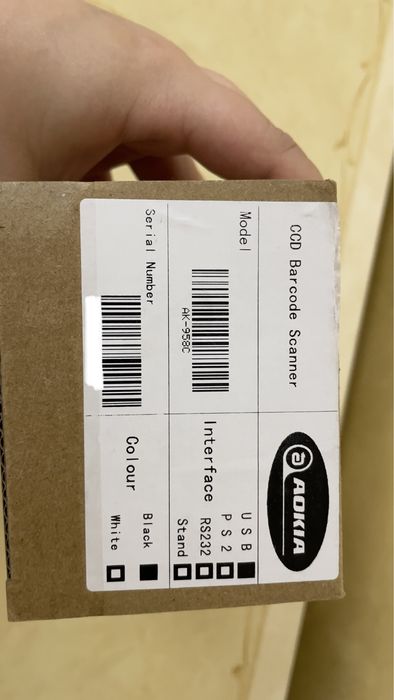 CCD Barcode Scanner
@ AOKIA
Model
AK-958C
Interface
USB
PS2
RS232
Stand
Serial Number
Colour
Black
White